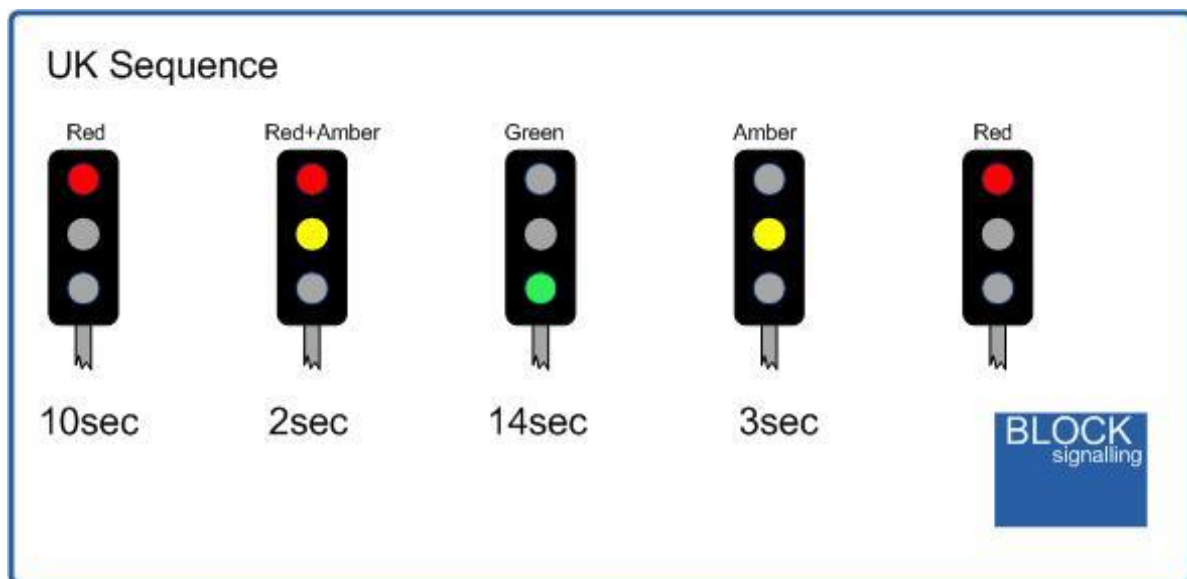 UK Sequence
Red Red+Amber Green Amber Red
10sec 2sec 14sec 3sec
BLOCK
signalling